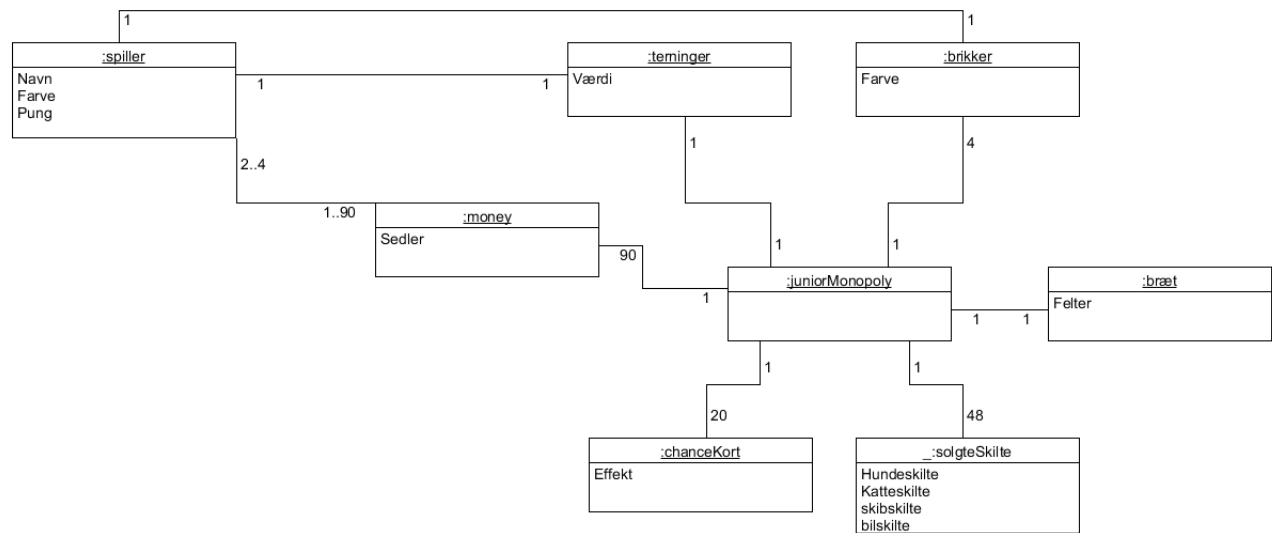 1
1
:spiller
Navn
Farve
Pung
:terninger
Værdi
:brikker
Farve
1
1
2..4
1
4
1..90
:money
Sedler
90
1
1
1
:juniorMonopoly
1
1
:bræt
Felter
1
1
20
48
:chanceKort
Effekt
_:solgteSkilte
Hundeskilte
Katteskilte
skibskilte
bilskilte